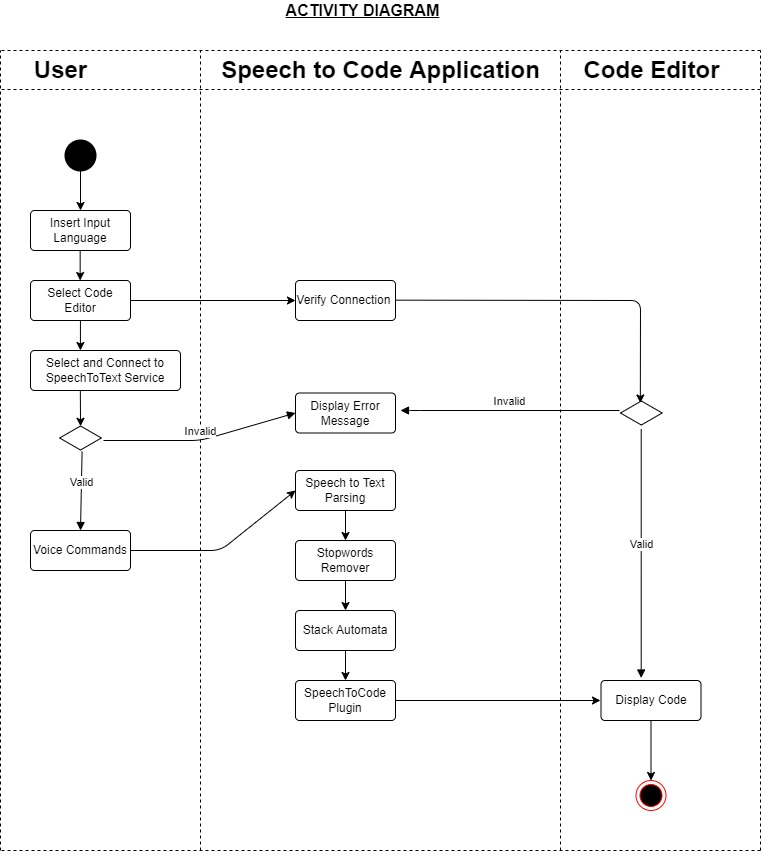 ACTIVITY DIAGRAM
User
Speech to Code Application
Code Editor
Insert Input
Language
Select Code
Editor
Verify Connection
Select and Connect to
SpeechToText Service
Display Error
Message
Invalid
Invalid
Valid
Speech to Text
Parsing
Voice Commands
Stopwords
Remover
Valid
Stack Automata
SpeechToCode
Plugin
Display Code